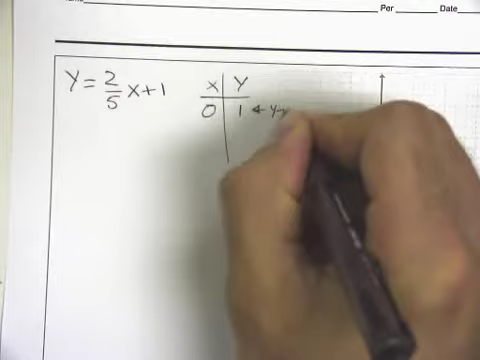 Per Date
y = 2/5 x + 1
x y
0 1 ←